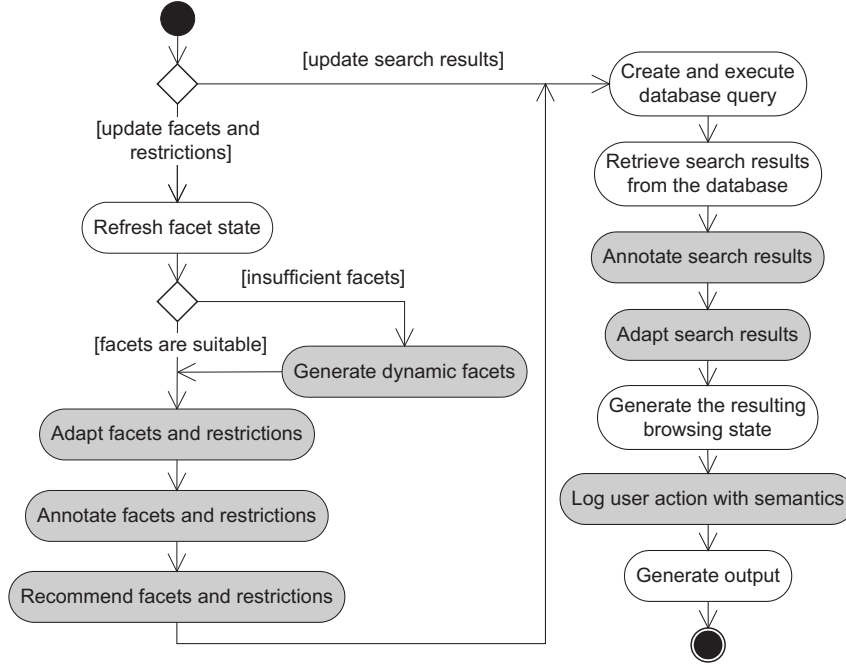 [update search results]
[update facets and
restrictions]
Refresh facet state
[insufficient facets]
[facets are suitable]
Generate dynamic facets
Adapt facets and restrictions
Annotate facets and restrictions
Recommend facets and restrictions
Create and execute
database query
Retrieve search results
from the database
Annotate search results
Adapt search results
Generate the resulting
browsing state
Log user action with semantics
Generate output